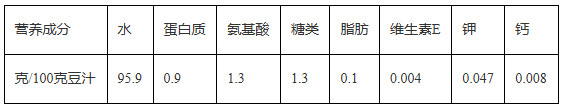 营养成分 水 蛋白质 氨基酸 糖类 脂肪 维生素E 钾 钙
克/100克豆汁 95.9 0.9 1.3 1.3 0.1 0.004 0.047 0.008